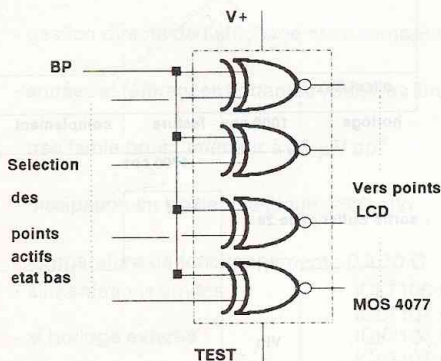 V+
BP
Selection
des
points
actifs
etat bas
Vers points
LCD
MOS 4077
TEST